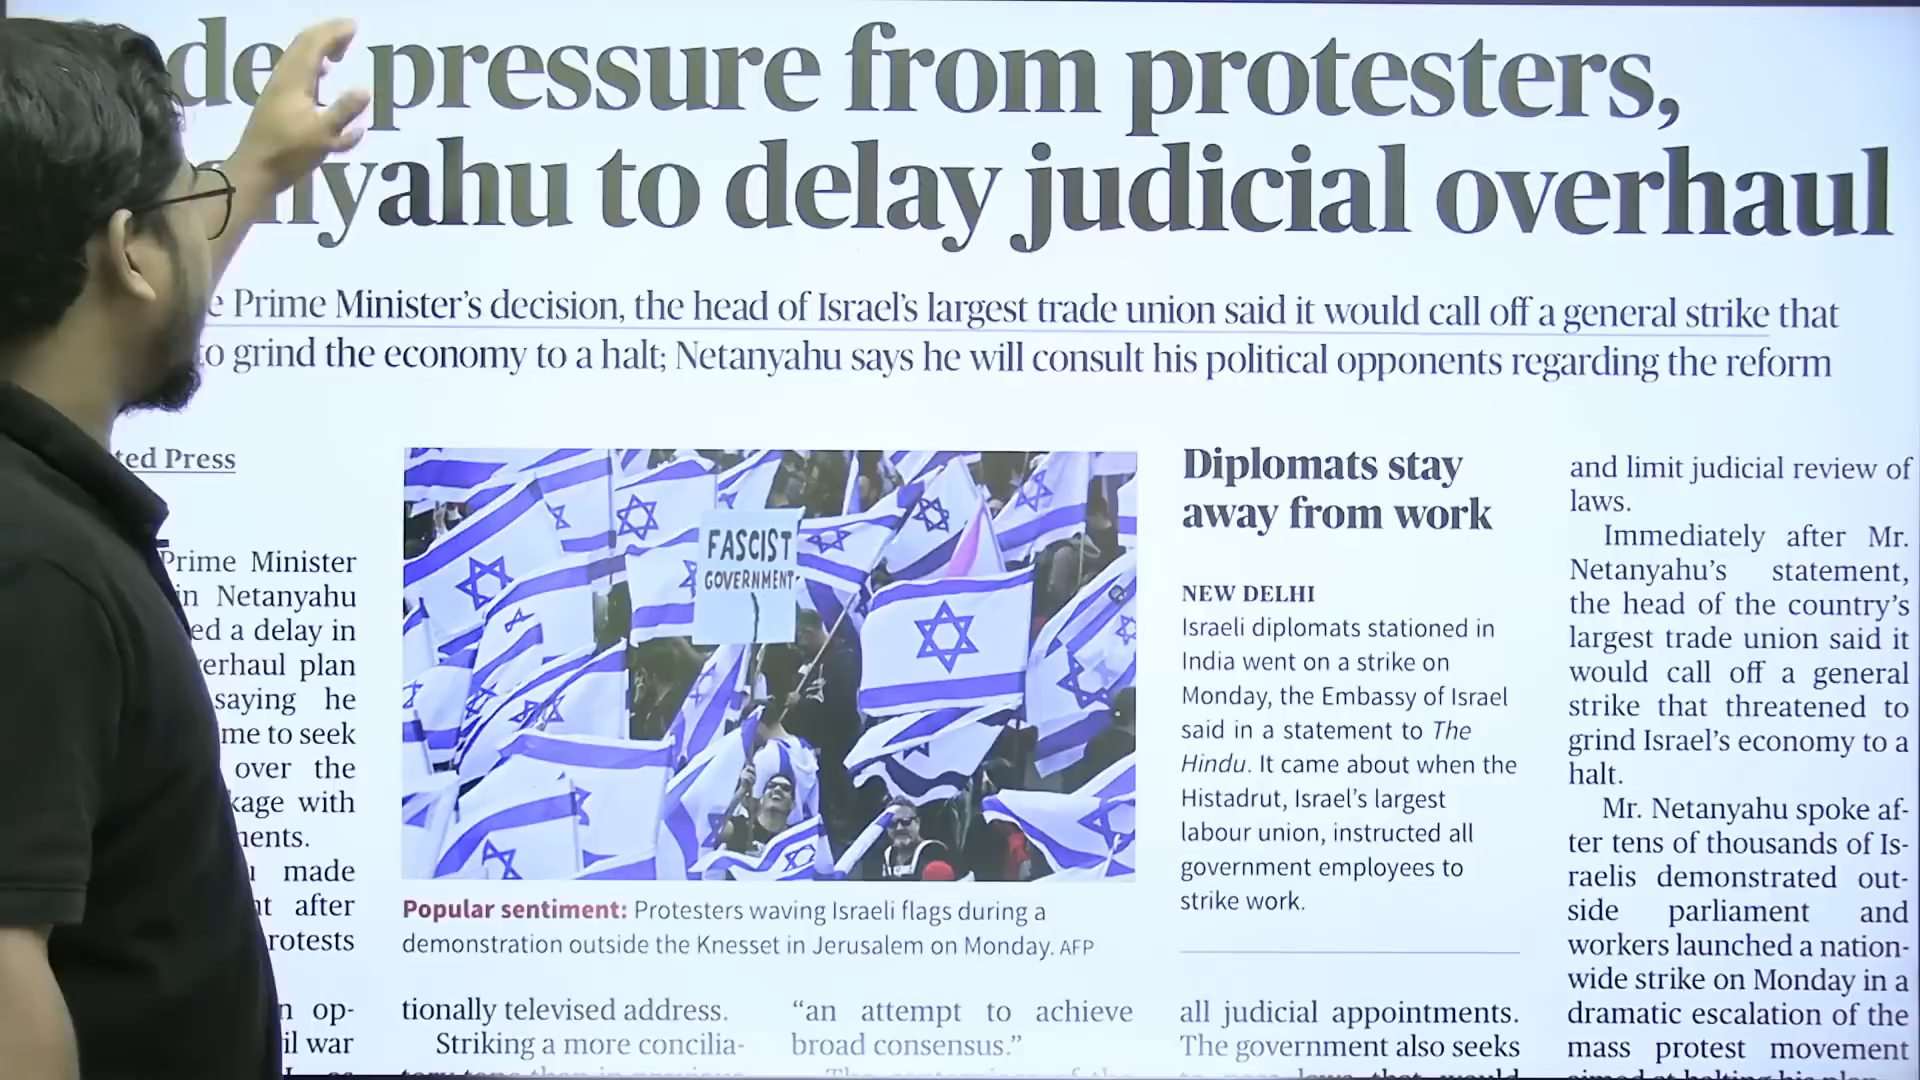 pressure from protesters,
to delay judicial overhaul
Prime Minister's decision, the head of Israel's largest trade union said it would call off a general strike that
to grind the economy to a halt; Netanyahu says he will consult his political opponents regarding the reform
Press
Prime Minister
Netanyahu
a delay in
plan
saying he
to seek
over the
with
made
after
Popular sentiment: Protesters waving Israeli flags during a
demonstration outside the Knesset in Jerusalem on Monday. AFP
FASCIST
GOVERNMENT
op-
war
tionally televised address.
Striking a more concilia-
“an attempt to achieve
broad consensus.”
Diplomats stay
away from work
NEW DELHI
Israeli diplomats stationed in
India went on a strike on
Monday, the Embassy of Israel
said in a statement to The
Hindu. It came about when the
Histadrut, Israel's largest
labour union, instructed all
government employees to
strike work.
all judicial appointments.
The government also seeks
and limit judicial review of
laws.
Immediately after Mr.
Netanyahu's statement,
the head of the country's
largest trade union said it
would call off a general
strike that threatened to
grind Israel's economy to a
halt.
Mr. Netanyahu spoke af-
ter tens of thousands of Is-
raelis demonstrated out-
side parliament and
workers launched a nation-
wide strike on Monday in a
dramatic escalation of the
mass protest movement